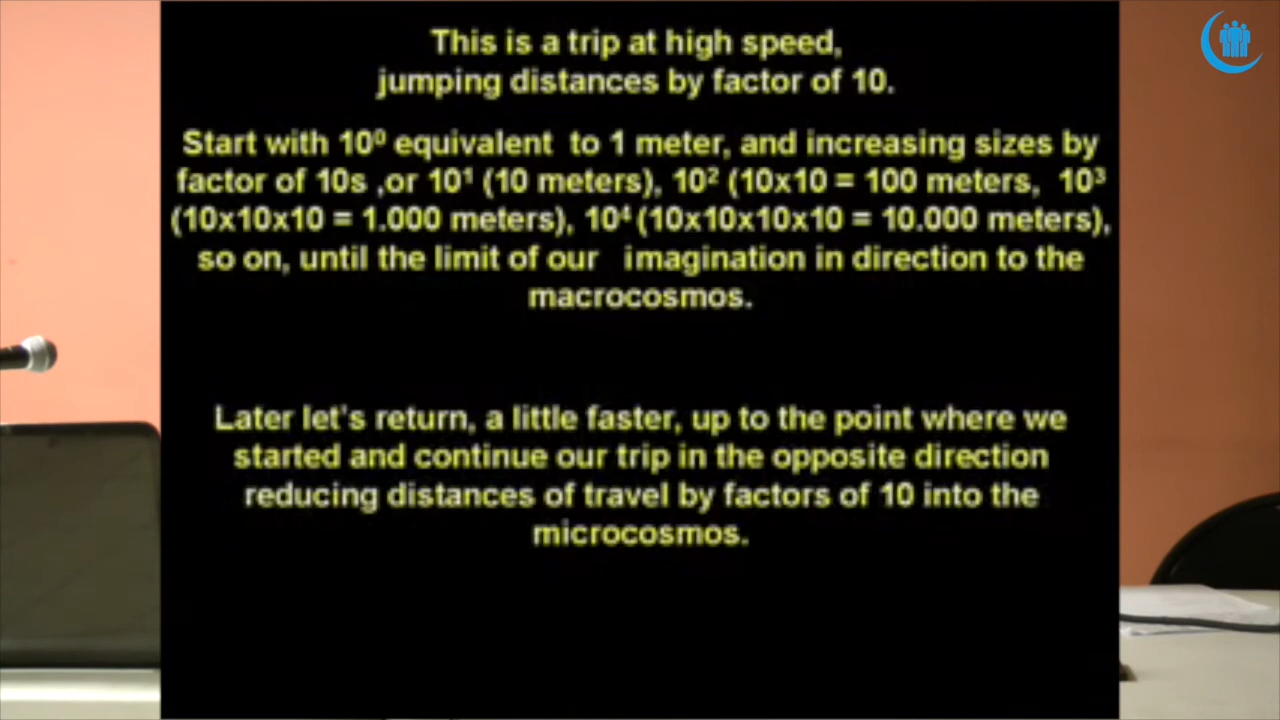 This is a trip at high speed,
jumping distances by factor of 10.
Start with 10⁰ equivalent to 1 meter, and increasing sizes by
factor of 10s ,or 10¹ (10 meters), 10² (10x10 = 100 meters, 10³
(10x10x10 = 1.000 meters), 10⁴ (10x10x10x10 = 10.000 meters),
so on, until the limit of our imagination in direction to the
macrocosmos.
Later let's return, a little faster, up to the point where we
started and continue our trip in the opposite direction
reducing distances of travel by factors of 10 into the
microcosmos.